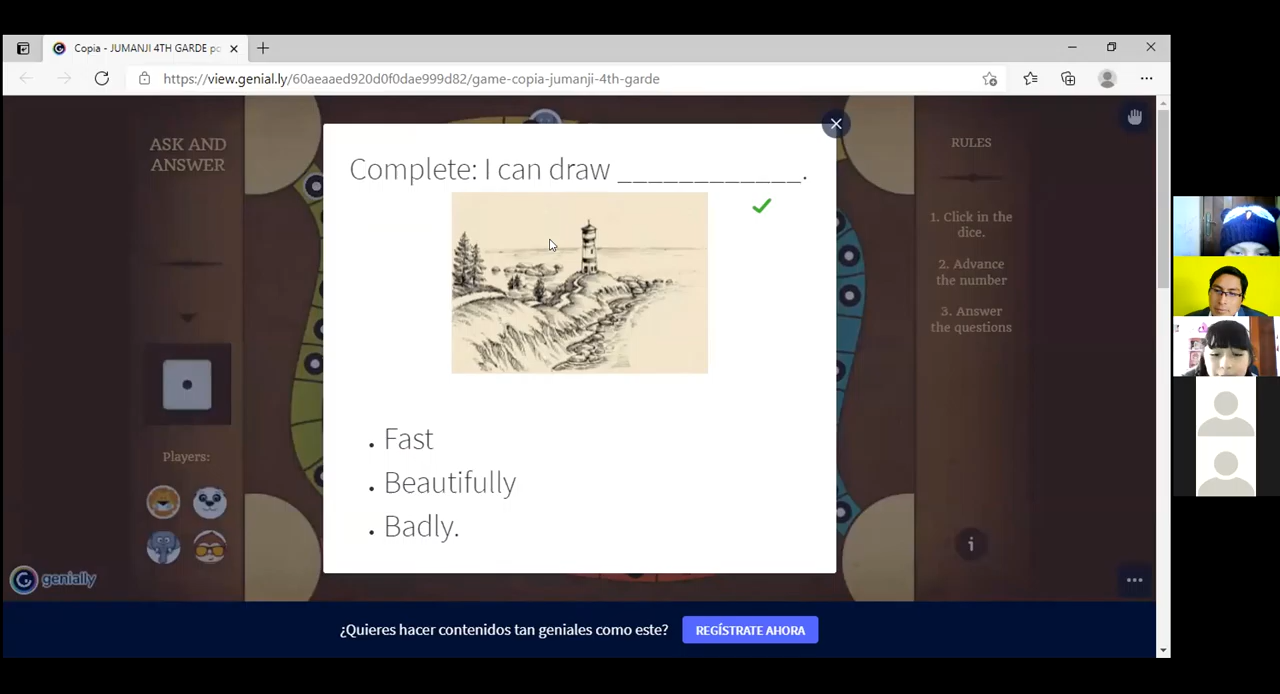 Copia - JUMANJI 4TH GARDE po
https://view.genial.ly/60aeaaed920d0f0dae999d82/game-copia-jumanji-4th-garde
ASK AND
ANSWER
Players:
genially
Complete: I can draw ____________.
• Fast
• Beautifully
• Badly.
RULES
1. Click in the
dice.
2. Advance
the number
3. Answer
the questions
i
¿Quieres hacer contenidos tan geniales como este?
REGÍSTRATE AHORA